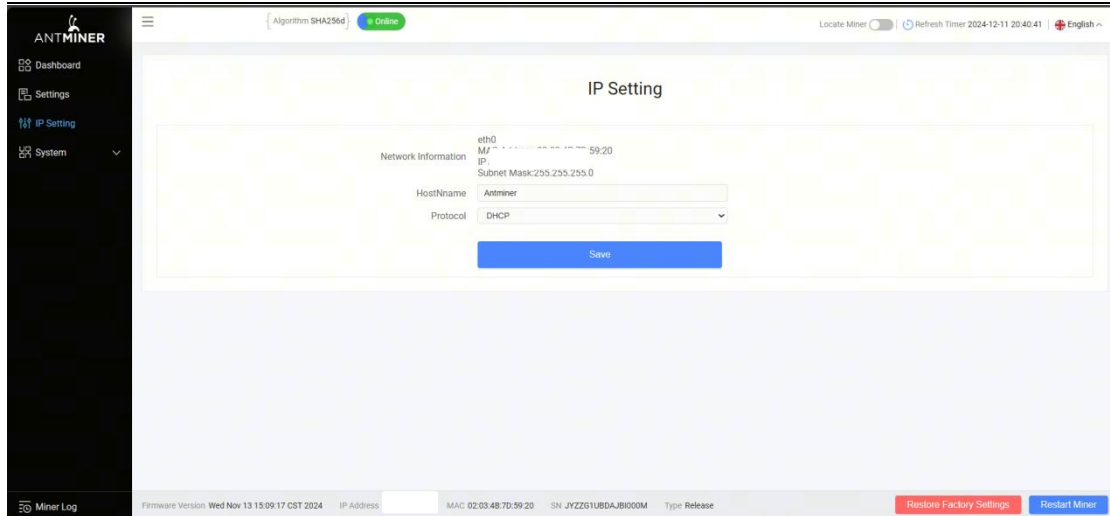 ANTMINER
Algorithm SHA256d
Online
Locate Miner
Refresh Timer 2024-12-11 20:40:41
English
Dashboard
Settings
IP Setting
System
IP Setting
Network Information
eth0
59:20
IP
Subnet Mask:255.255.255.0
HostNname
Antminer
Protocol
DHCP
Save
Miner Log
Firmware Version Wed Nov 13 15:09:17 CST 2024
IP Address
MAC 02:03:4B:7D:59:20
SN JYZZG1UBDAJBI000M
Type Release
Restore Factory Settings
Restart Miner